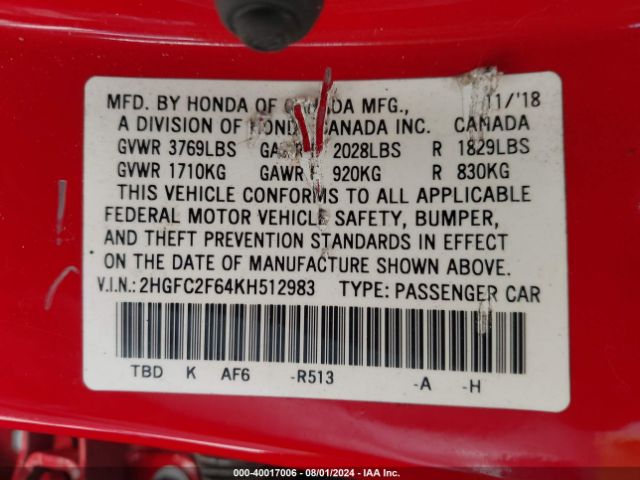 MFD. BY HONDA OF CANADA MFG., 11/'18
A DIVISION OF HONDA CANADA INC. CANADA
GVWR 3769LBS GAWR F 2028LBS R 1829LBS
GVWR 1710KG GAWR F 920KG R 830KG
THIS VEHICLE CONFORMS TO ALL APPLICABLE
FEDERAL MOTOR VEHICLE SAFETY, BUMPER,
AND THEFT PREVENTION STANDARDS IN EFFECT
ON THE DATE OF MANUFACTURE SHOWN ABOVE.
V.I.N.: 2HGFC2F64KH512983 TYPE: PASSENGER CAR
TBD K AF6 -R513 -A -H
000-40017006 - 08/01/2024 - IAA Inc.